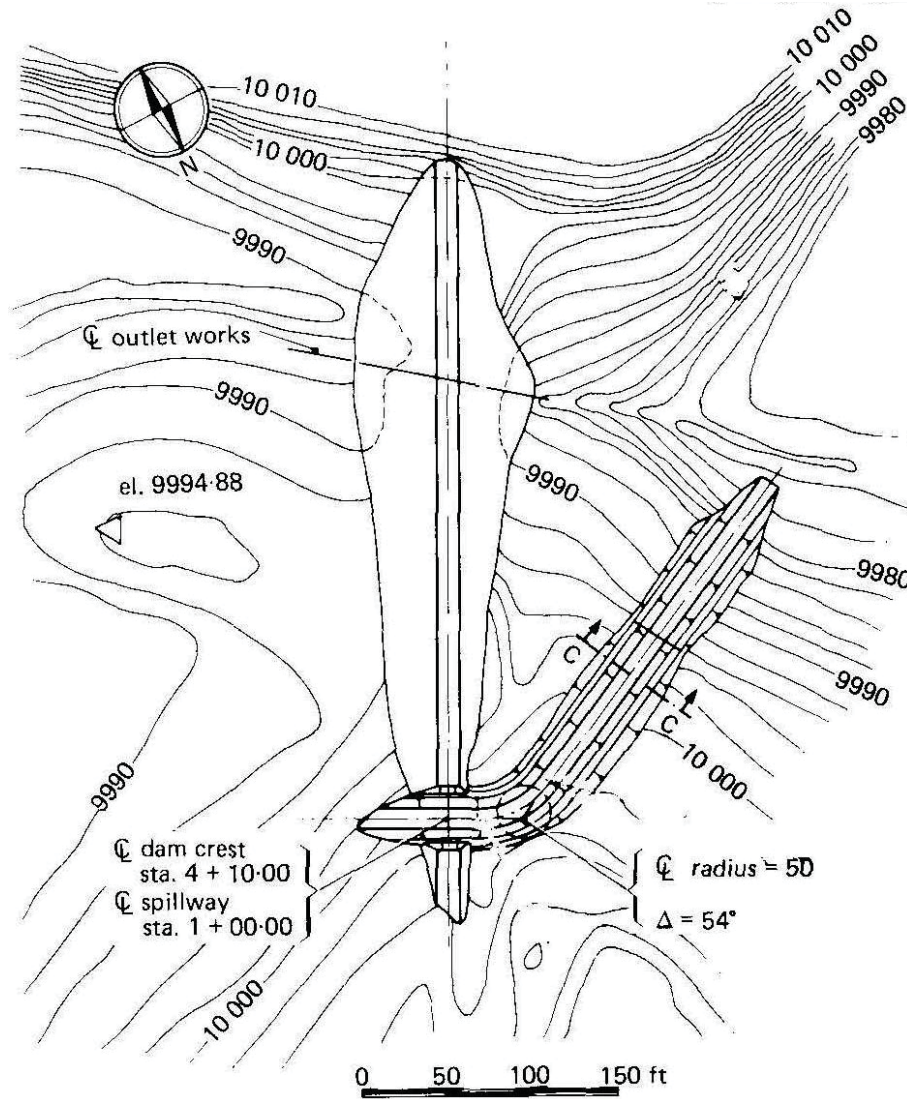 10 010
10 000
9990
9980
10 010
10 000
N
9990
℄ outlet works
9990
9990
el. 9994·88
9980
C
C
9990
10 000
9990
℄ dam crest
sta. 4 + 10·00
℄ spillway
sta. 1 + 00·00
℄ radius = 50
Δ = 54°
10 000
0 50 100 150 ft